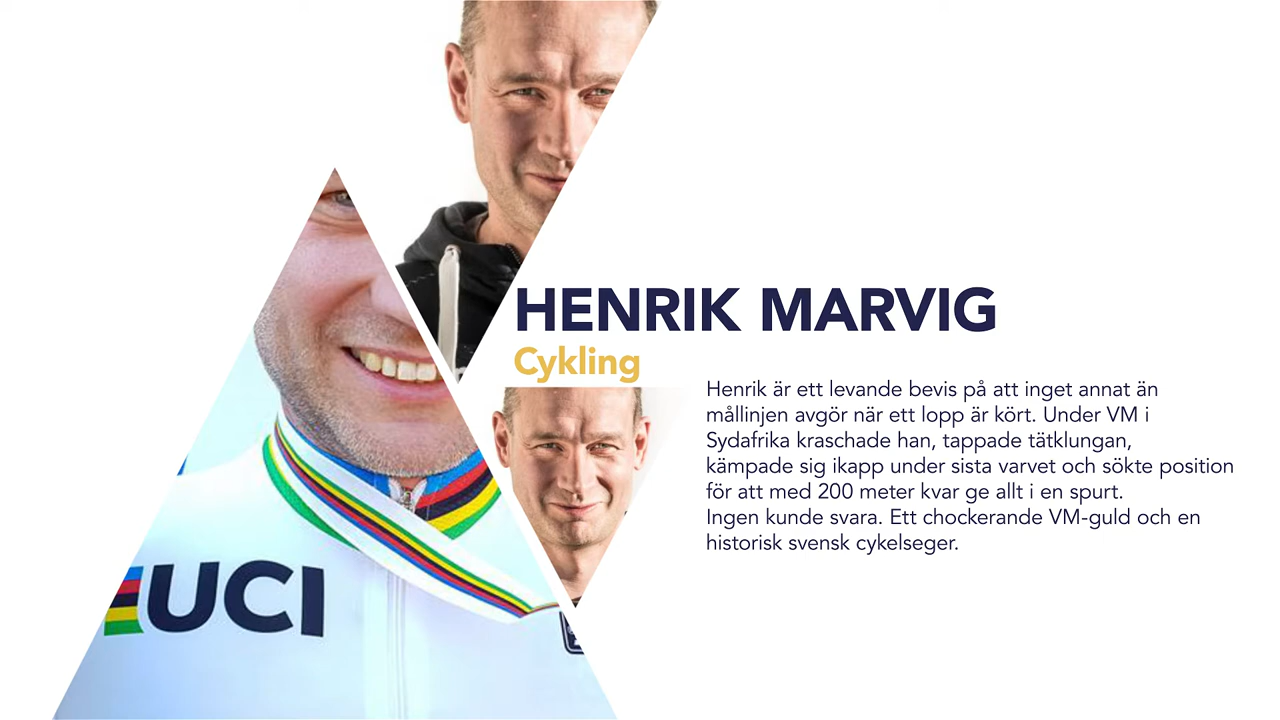 HENRIK MARVIG
Cykling
Henrik är ett levande bevis på att inget annat än
mållinjen avgör när ett lopp är kört. Under VM i
Sydafrika kraschade han, tappade tätklungan,
kämpade sig ikapp under sista varvet och sökte position
för att med 200 meter kvar ge allt i en spurt.
Ingen kunde svara. Ett chockerande VM-guld och en
historisk svensk cykelseger.
UCI